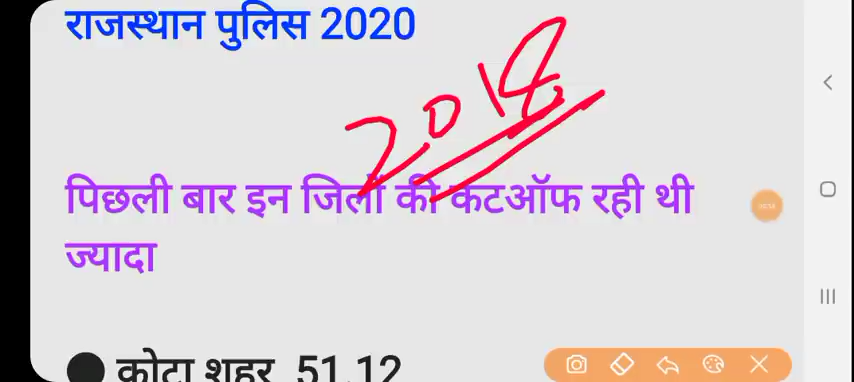 राजस्थान पुलिस 2020
2018
पिछली बार इन जिलों की कटऑफ रही थी
ज्यादा
● कोटा शहर 51.12